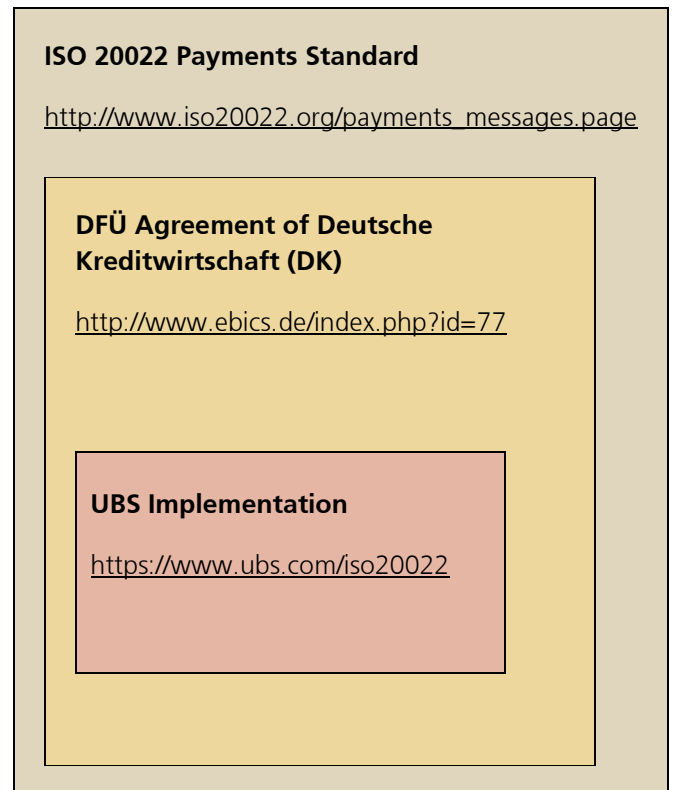 ISO 20022 Payments Standard
http://www.iso20022.org/payments_messages.page
DFÜ Agreement of Deutsche
Kreditwirtschaft (DK)
http://www.ebics.de/index.php?id=77
UBS Implementation
https://www.ubs.com/iso20022